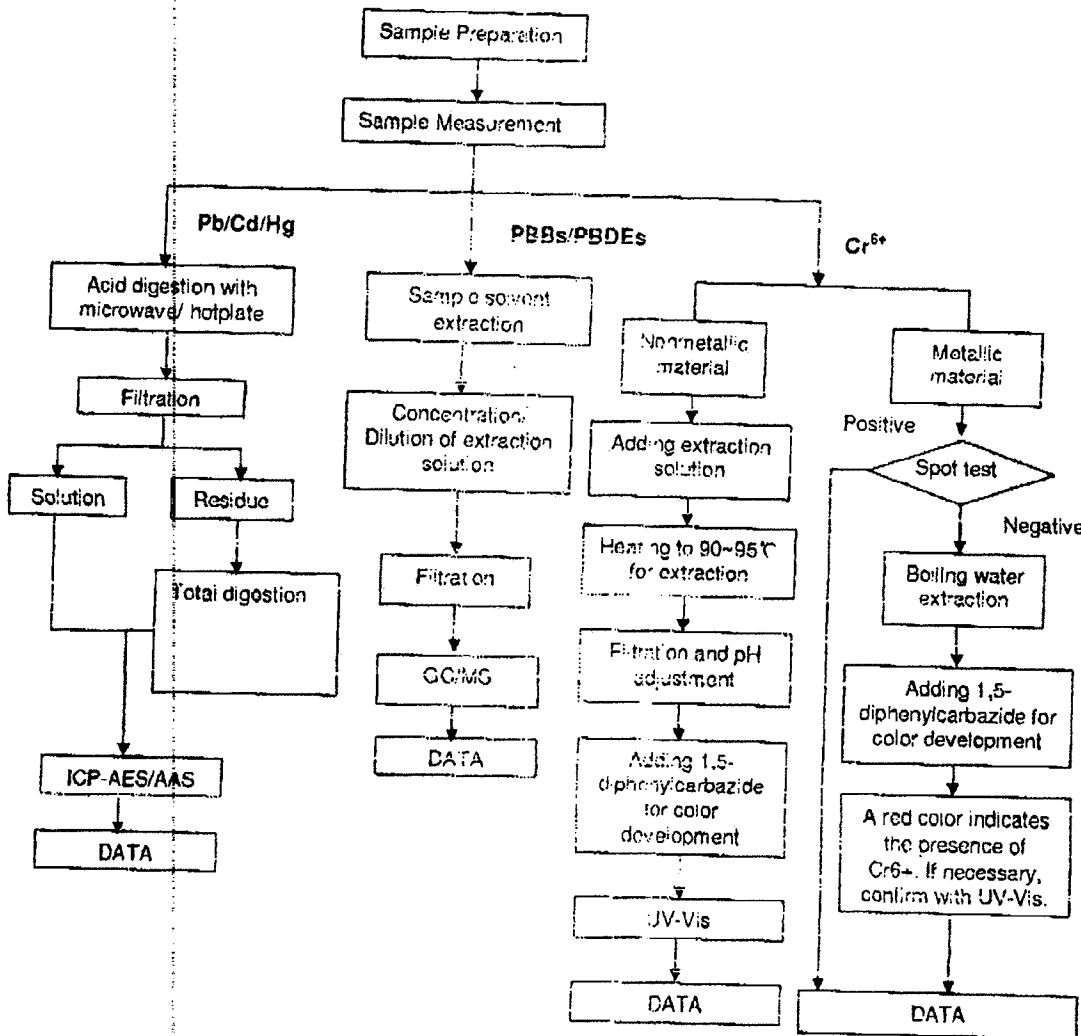 Sample Preparation
Sample Measurement
Pb/Cd/Hg
PBBs/PBDEs
Cr⁶⁺
Acid digestion with
microwave/ hotplate
Filtration
Solution
Residue
Total digostion
ICP-AES/AAS
DATA
Sample solvent
extraction
Concentration/
Dilution of extraction
solution
Filtration
GC/MS
DATA
Nonmetallic
material
Adding extraction
solution
Heating to 90~95℃
for extraction
Filtration and pH
adjustment
Adding 1,5-
diphenylcarbazide
for color
development
UV-Vis
DATA
Metallic
material
Positive
Spot test
Negative
Boiling water
extraction
Adding 1,5-
diphenylcarbazide for
color development
A red color indicates
the presence of
Cr6+. If necessary,
confirm with UV-Vis.
DATA